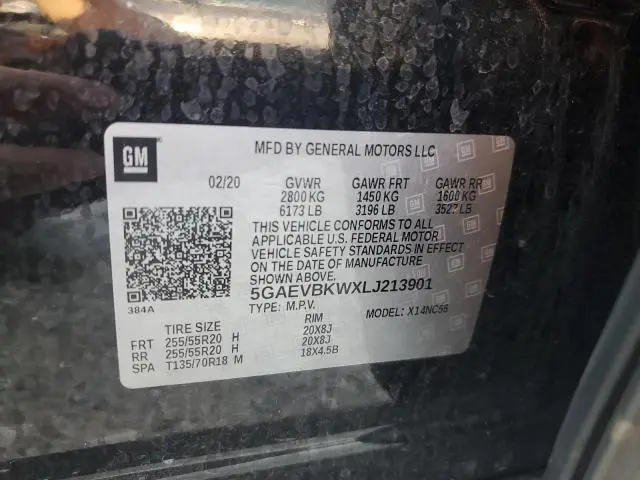 GM
MFD BY GENERAL MOTORS LLC
02/20 GVWR GAWR FRT GAWR RR
2800 KG 1450 KG 1600 KG
6173 LB 3196 LB 3527 LB
THIS VEHICLE CONFORMS TO ALL
APPLICABLE U.S. FEDERAL MOTOR
VEHICLE SAFETY STANDARDS IN EFFECT
ON THE DATE OF MANUFACTURE
SHOWN ABOVE.
384A 5GAEVBKWXLJ213901
TYPE: M.P.V. MODEL: X14NC56
TIRE SIZE RIM
FRT 255/55R20 H 20X8J
RR 255/55R20 H 20X8J
SPA T135/70R18 M 18X4.5B